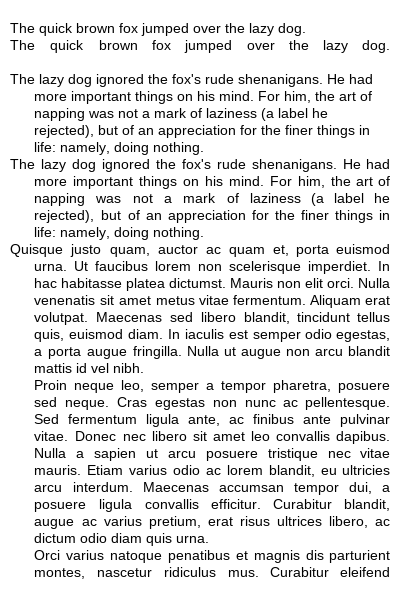 The quick brown fox jumped over the lazy dog.
The quick brown fox jumped over the lazy dog.
The lazy dog ignored the fox's rude shenanigans. He had
more important things on his mind. For him, the art of
napping was not a mark of laziness (a label he
rejected), but of an appreciation for the finer things in
life: namely, doing nothing.
The lazy dog ignored the fox's rude shenanigans. He had
more important things on his mind. For him, the art of
napping was not a mark of laziness (a label he
rejected), but of an appreciation for the finer things in
life: namely, doing nothing.
Quisque justo quam, auctor ac quam et, porta euismod
urna. Ut faucibus lorem non scelerisque imperdiet. In
hac habitasse platea dictumst. Mauris non elit orci. Nulla
venenatis sit amet metus vitae fermentum. Aliquam erat
volutpat. Maecenas sed libero blandit, tincidunt tellus
quis, euismod diam. In iaculis est semper odio egestas,
a porta augue fringilla. Nulla ut augue non arcu blandit
mattis id vel nibh.
Proin neque leo, semper a tempor pharetra, posuere
sed neque. Cras egestas non nunc ac pellentesque.
Sed fermentum ligula ante, ac finibus ante pulvinar
vitae. Donec nec libero sit amet leo convallis dapibus.
Nulla a sapien ut arcu posuere tristique nec vitae
mauris. Etiam varius odio ac lorem blandit, eu ultricies
arcu interdum. Maecenas accumsan tempor dui, a
posuere ligula convallis efficitur. Curabitur blandit,
augue ac varius pretium, erat risus ultrices libero, ac
dictum odio diam quis urna.
Orci varius natoque penatibus et magnis dis parturient
montes, nascetur ridiculus mus. Curabitur eleifend